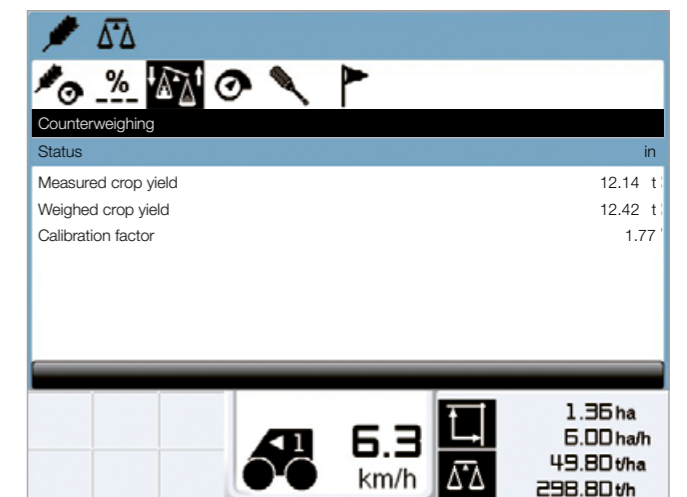 %
Counterweighing
Status in
Measured crop yield 12.14 t
Weighed crop yield 12.42 t
Calibration factor 1.77
1
6.3
km/h
1.36 ha
6.00 ha/h
49.80 t/ha
298.80 t/h